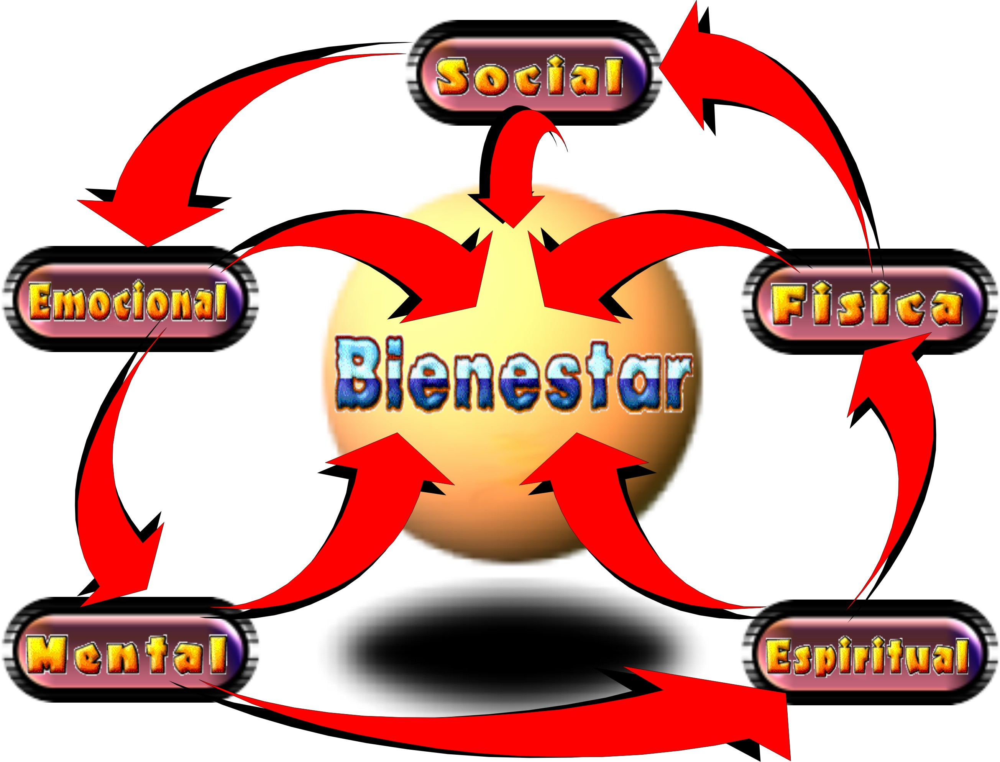 Social
Emocional
Fisica
Bienestar
Mental
Espiritual